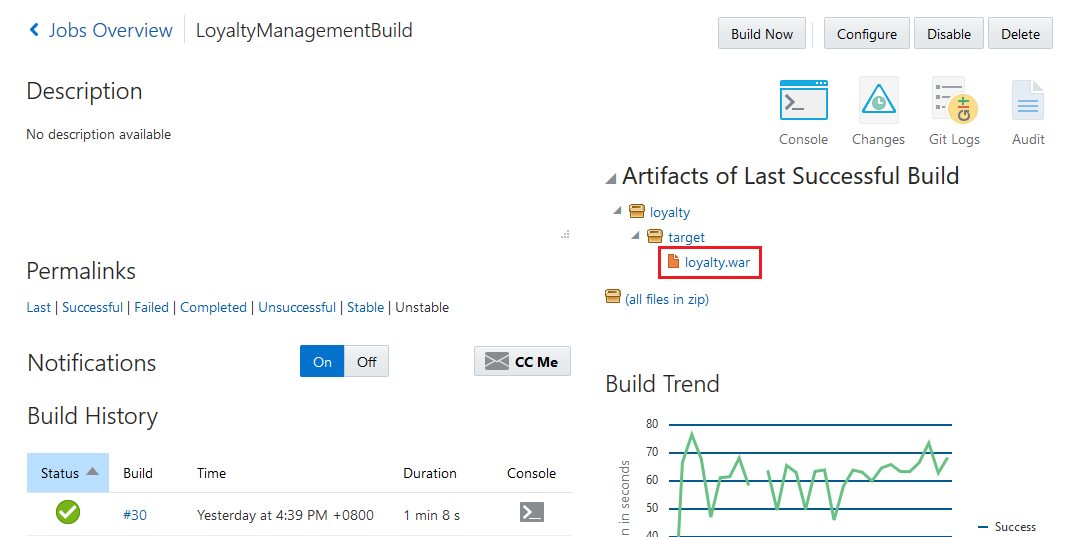 Jobs Overview LoyaltyManagementBuild
Build Now Configure Disable Delete
Description
No description available
Console Changes Git Logs Audit
Artifacts of Last Successful Build
loyalty
target
loyalty.war
(all files in zip)
Permalinks
Last | Successful | Failed | Completed | Unsuccessful | Stable | Unstable
Notifications On Off CC Me
Build History
Status Build Time Duration Console
#30 Yesterday at 4:39 PM +0800 1 min 8 s
Build Trend
80
70
60
50
40
n in seconds
Success